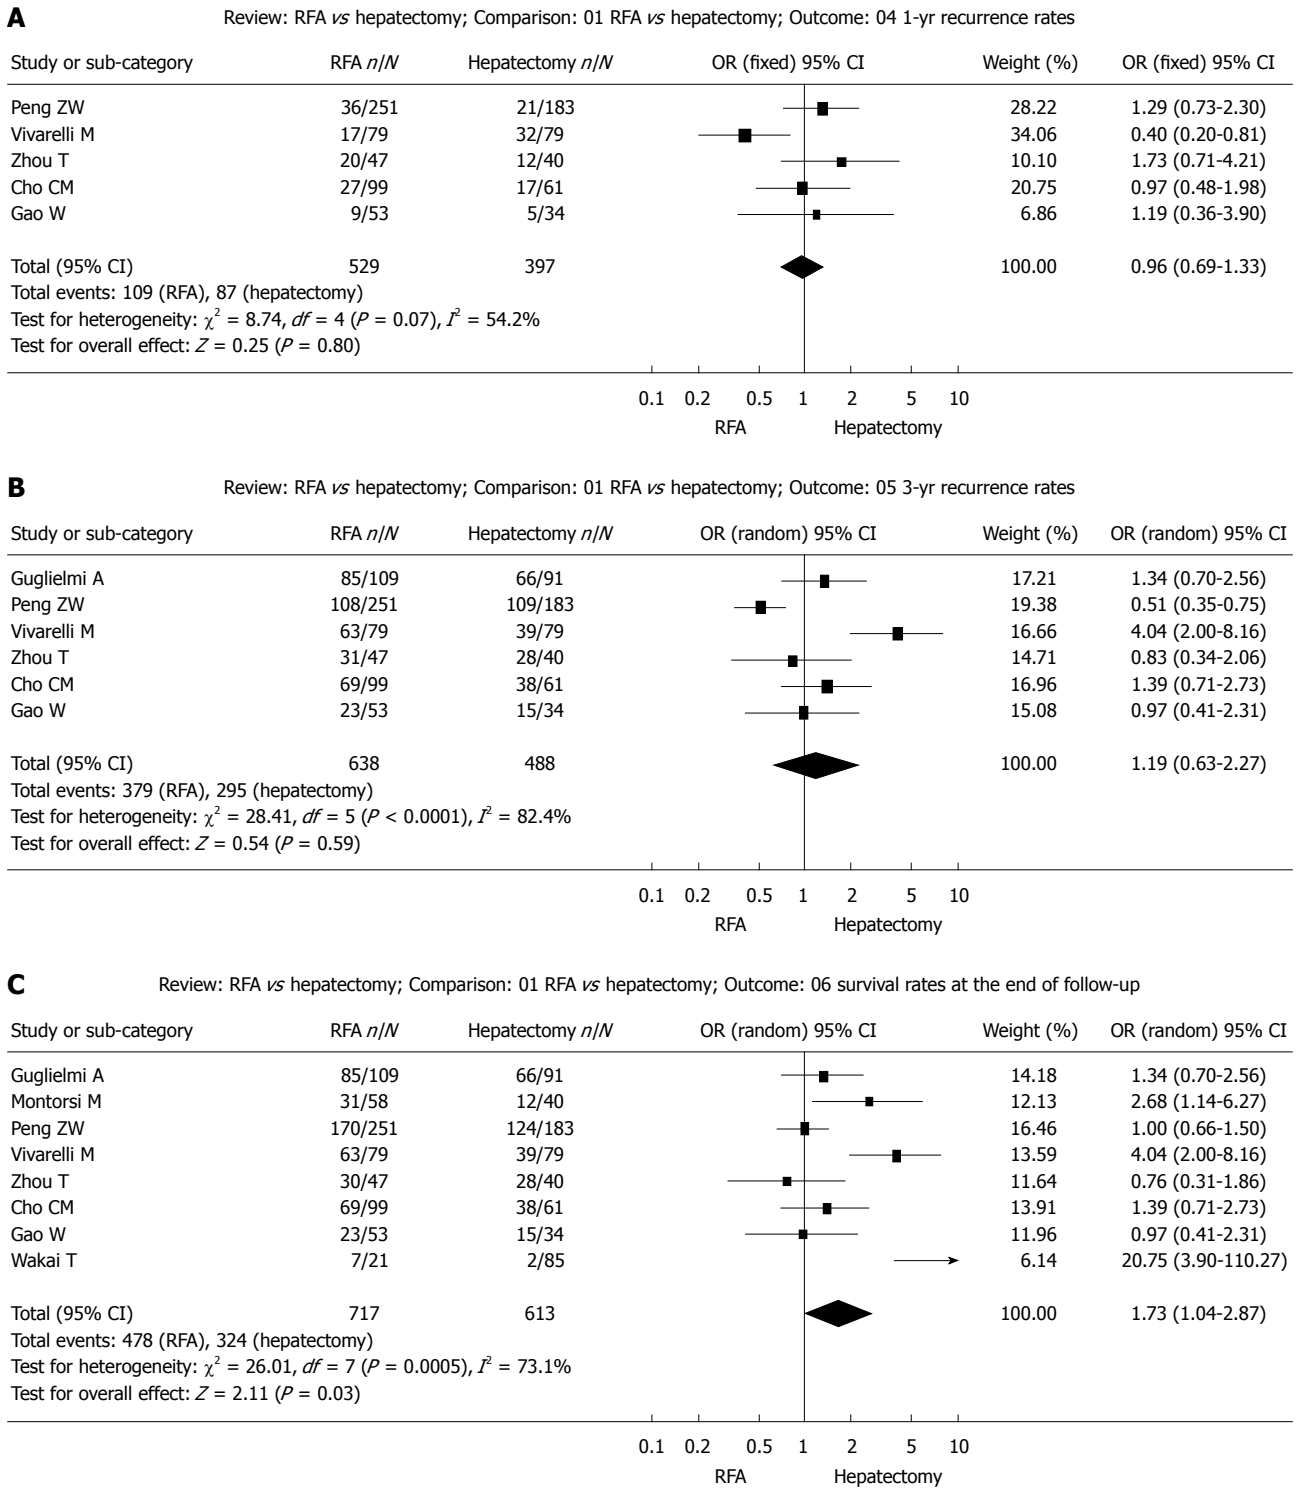 A
Review: RFA vs hepatectomy; Comparison: 01 RFA vs hepatectomy; Outcome: 04 1-yr recurrence rates
Study or sub-category RFA n/N Hepatectomy n/N OR (fixed) 95% CI Weight (%) OR (fixed) 95% CI
Peng ZW 36/251 21/183 28.22 1.29 (0.73-2.30)
Vivarelli M 17/79 32/79 34.06 0.40 (0.20-0.81)
Zhou T 20/47 12/40 10.10 1.73 (0.71-4.21)
Cho CM 27/99 17/61 20.75 0.97 (0.48-1.98)
Gao W 9/53 5/34 6.86 1.19 (0.36-3.90)
Total (95% CI) 529 397 100.00 0.96 (0.69-1.33)
Total events: 109 (RFA), 87 (hepatectomy)
Test for heterogeneity: χ² = 8.74, df = 4 (P = 0.07), I² = 54.2%
Test for overall effect: Z = 0.25 (P = 0.80)
0.1 0.2 0.5 1 2 5 10
RFA Hepatectomy
B
Review: RFA vs hepatectomy; Comparison: 01 RFA vs hepatectomy; Outcome: 05 3-yr recurrence rates
Study or sub-category RFA n/N Hepatectomy n/N OR (random) 95% CI Weight (%) OR (random) 95% CI
Guglielmi A 85/109 66/91 17.21 1.34 (0.70-2.56)
Peng ZW 108/251 109/183 19.38 0.51 (0.35-0.75)
Vivarelli M 63/79 39/79 16.66 4.04 (2.00-8.16)
Zhou T 31/47 28/40 14.71 0.83 (0.34-2.06)
Cho CM 69/99 38/61 16.96 1.39 (0.71-2.73)
Gao W 23/53 15/34 15.08 0.97 (0.41-2.31)
Total (95% CI) 638 488 100.00 1.19 (0.63-2.27)
Total events: 379 (RFA), 295 (hepatectomy)
Test for heterogeneity: χ² = 28.41, df = 5 (P < 0.0001), I² = 82.4%
Test for overall effect: Z = 0.54 (P = 0.59)
0.1 0.2 0.5 1 2 5 10
RFA Hepatectomy
C
Review: RFA vs hepatectomy; Comparison: 01 RFA vs hepatectomy; Outcome: 06 survival rates at the end of follow-up
Study or sub-category RFA n/N Hepatectomy n/N OR (random) 95% CI Weight (%) OR (random) 95% CI
Guglielmi A 85/109 66/91 14.18 1.34 (0.70-2.56)
Montorsi M 31/58 12/40 12.13 2.68 (1.14-6.27)
Peng ZW 170/251 124/183 16.46 1.00 (0.66-1.50)
Vivarelli M 63/79 39/79 13.59 4.04 (2.00-8.16)
Zhou T 30/47 28/40 11.64 0.76 (0.31-1.86)
Cho CM 69/99 38/61 13.91 1.39 (0.71-2.73)
Gao W 23/53 15/34 11.96 0.97 (0.41-2.31)
Wakai T 7/21 2/85 6.14 20.75 (3.90-110.27)
Total (95% CI) 717 613 100.00 1.73 (1.04-2.87)
Total events: 478 (RFA), 324 (hepatectomy)
Test for heterogeneity: χ² = 26.01, df = 7 (P = 0.0005), I² = 73.1%
Test for overall effect: Z = 2.11 (P = 0.03)
0.1 0.2 0.5 1 2 5 10
RFA Hepatectomy